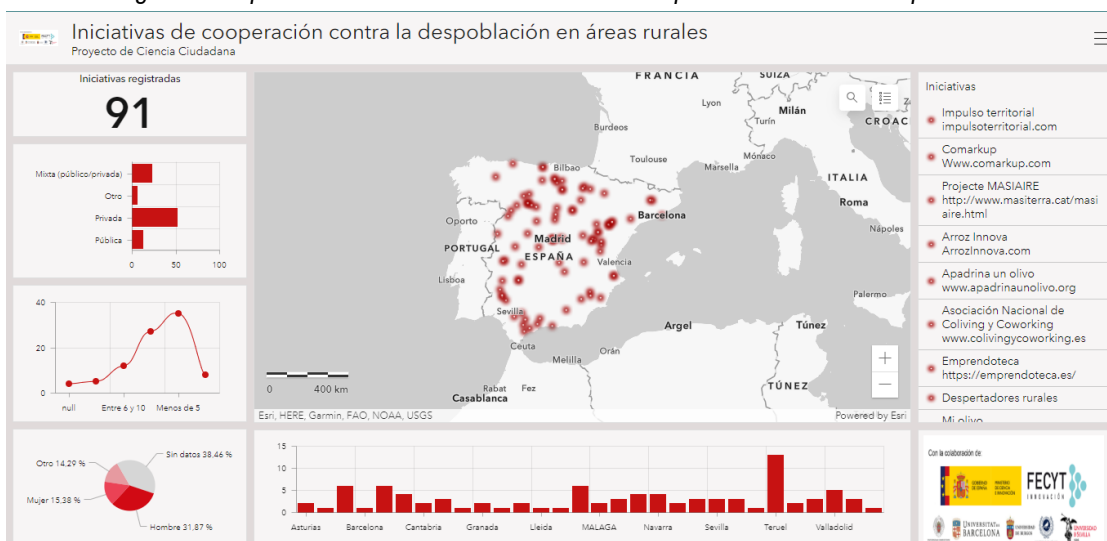 Iniciativas de cooperación contra la despoblación en áreas rurales
Proyecto de Ciencia Ciudadana
Iniciativas registradas
91
Mixta (público/privada)
Otro
Privada
Pública
0 50 100
40
20
0
null Entre 6 y 10 Menos de 5
Otro 14.29 %
Sin datos 38.46 %
Mujer 15,38 %
Hombre 31,87 %
FRANCIA
SUIZA
Lyon
Milán
Turín
CROAC
Burdeos
Toulouse
Mónaco
Marsella
Bilbao
ITALIA
Roma
Barcelona
Oporto
Nápoles
Madrid
PORTUGAL
ESPAÑA
Valencia
Lisboa
Palermo
Sevilla
Argel
Túnez
Ceuta
Orán
Melilla
0 400 km
Rabat Fez
Casablanca
TÚNEZ
Esri, HERE, Garmin, FAO, NOAA, USGS
Powered by Esri
15
10
5
0
Asturias Barcelona Cantabria Granada Lleida MALAGA Navarra Sevilla Teruel Valladolid
Iniciativas
Impulso territorial
impulsoterritorial.com
Comarkup
Www.comarkup.com
Projecte MASIAIRE
http://www.masiterra.cat/masi
aire.html
Arroz Innova
ArrozInnova.com
Apadrina un olivo
www.apadrinaunolivo.org
Asociación Nacional de
Coliving y Coworking
www.colivingycoworking.es
Emprendoteca
https://emprendoteca.es/
Despertadores rurales
Mi olivo
Con la colaboración de:
FECYT
INNOVACIÓN
UNIVERSITAT DE
BARCELONA